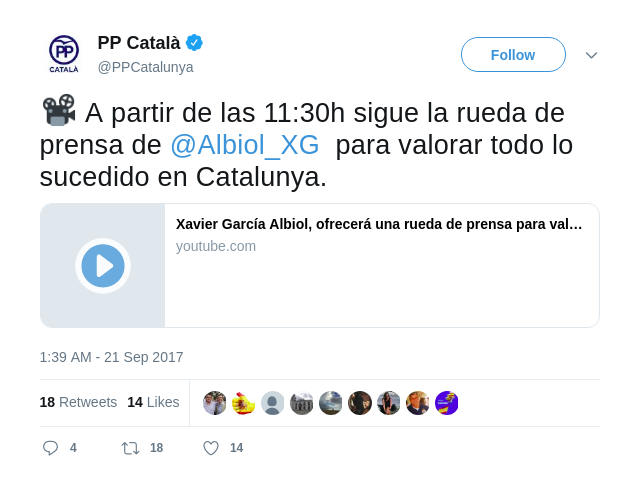 PP
CATALÀ
PP Català
@PPCatalunya
Follow
A partir de las 11:30h sigue la rueda de
prensa de @Albiol_XG para valorar todo lo
sucedido en Catalunya.
Xavier García Albiol, ofrecerá una rueda de prensa para val…
youtube.com
1:39 AM - 21 Sep 2017
18 Retweets 14 Likes
4 18 14